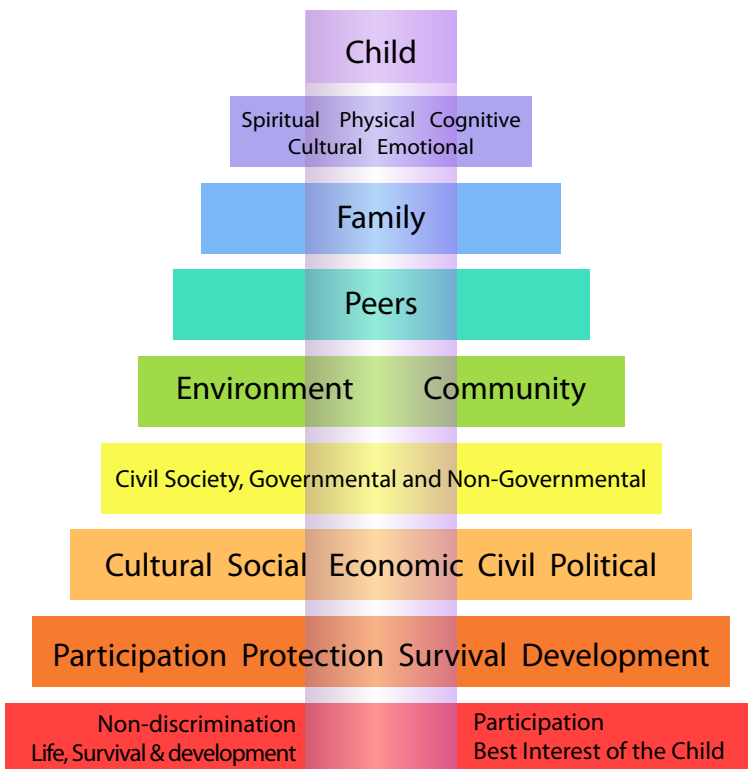 Child
Spiritual Physical Cognitive
Cultural Emotional
Family
Peers
Environment Community
Civil Society, Governmental and Non-Governmental
Cultural Social Economic Civil Political
Participation Protection Survival Development
Non-discrimination
Life, Survival & development
Participation
Best Interest of the Child